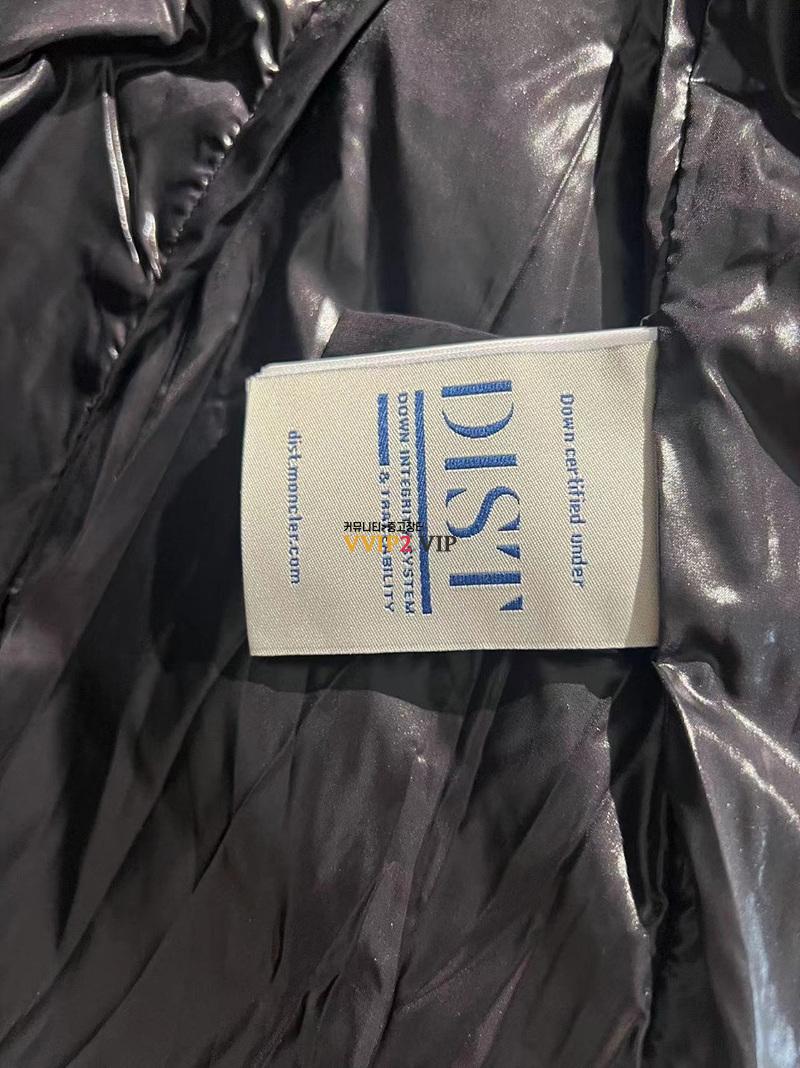 Down certified under
DIST
DOWN INTEGRITY SYSTEM
& TRACEABILITY
dist.moncler.com
커뮤니티·중고장터
VVIP2.VIP